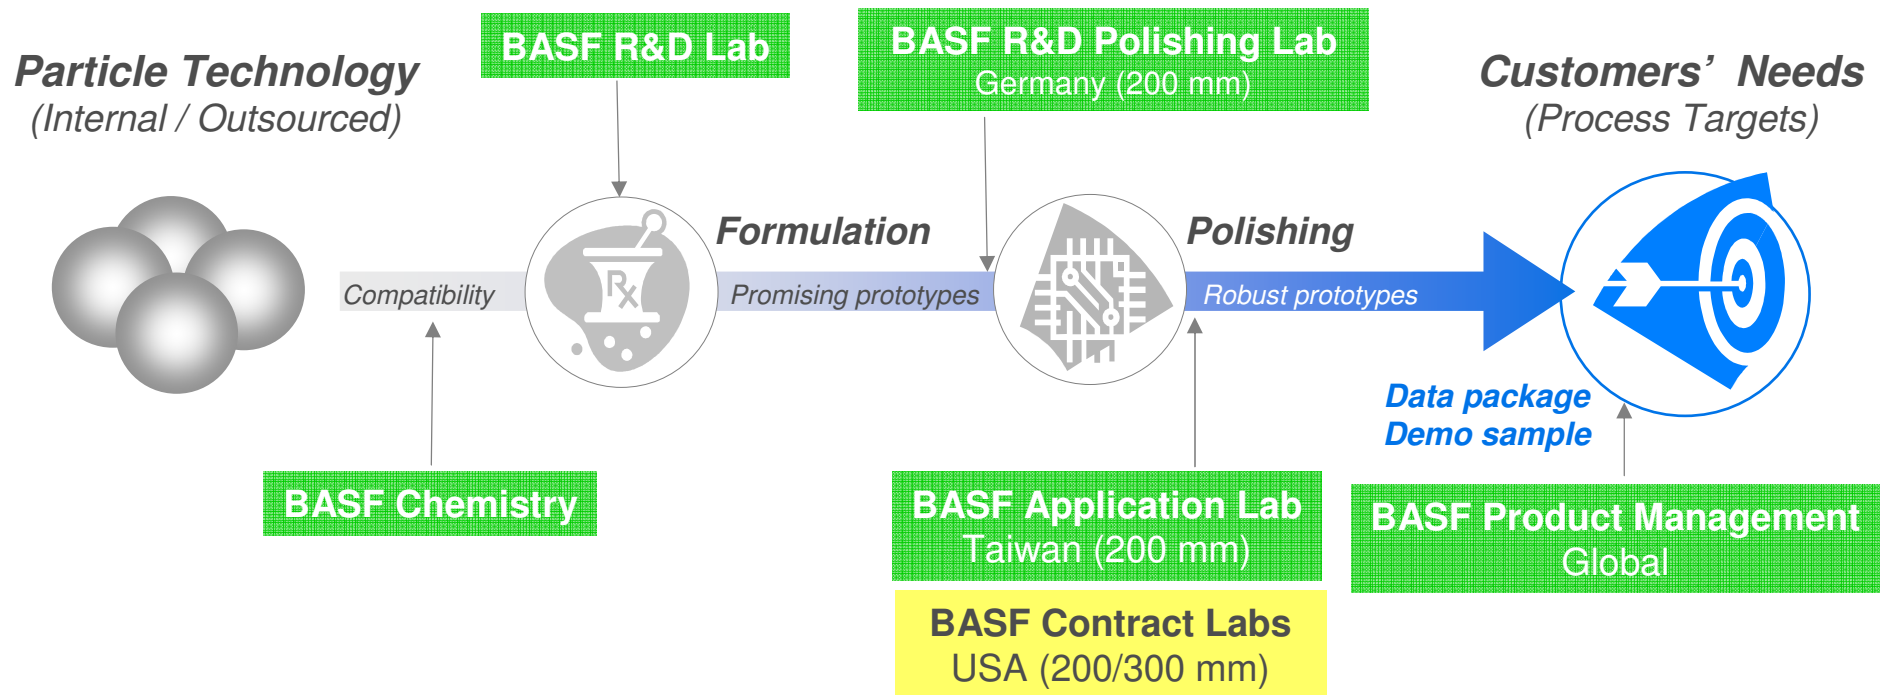 BASF R&D Lab
BASF R&D Polishing Lab
Germany (200 mm)
Particle Technology
(Internal / Outsourced)
Customers’ Needs
(Process Targets)
Formulation
Polishing
Compatibility
Rx
Promising prototypes
Robust prototypes
Data package
Demo sample
BASF Chemistry
BASF Application Lab
Taiwan (200 mm)
BASF Product Management
Global
BASF Contract Labs
USA (200/300 mm)